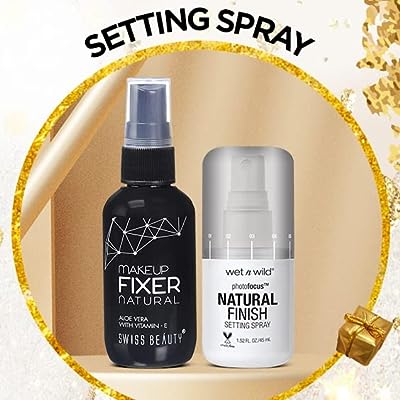 SETTING SPRAY
MAKEUP
FIXER
NATURAL
ALOE VERA
WITH VITAMIN - E
SWISS BEAUTY®
wet n wild®
photofocus™
NATURAL
FINISH
SETTING SPRAY
1.52 FL.OZ/45 mL